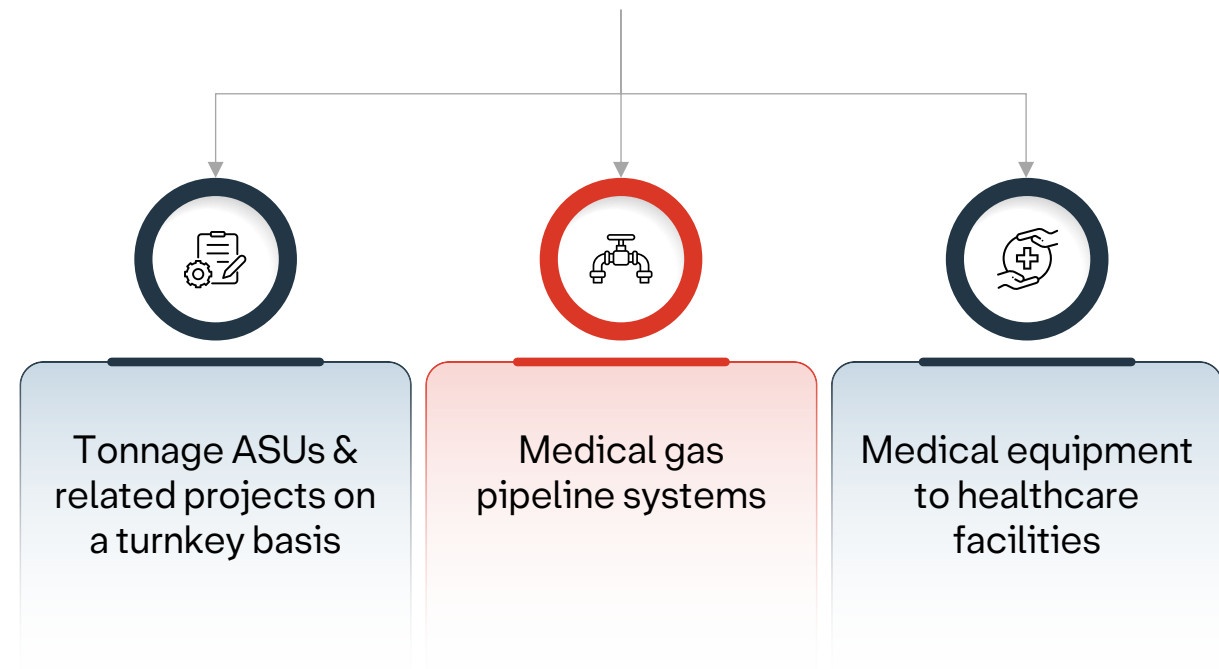 Tonnage ASUs &
related projects on
a turnkey basis
Medical gas
pipeline systems
Medical equipment
to healthcare
facilities